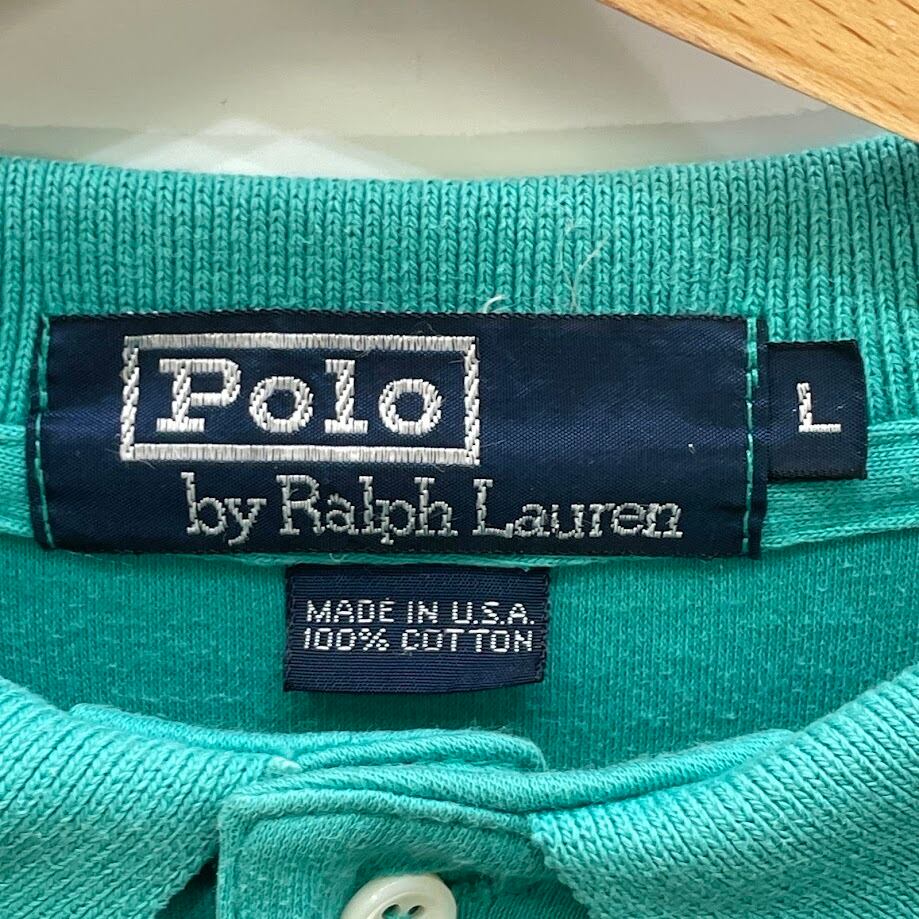 Polo
by Ralph Lauren
L
MADE IN U.S.A.
100% COTTON